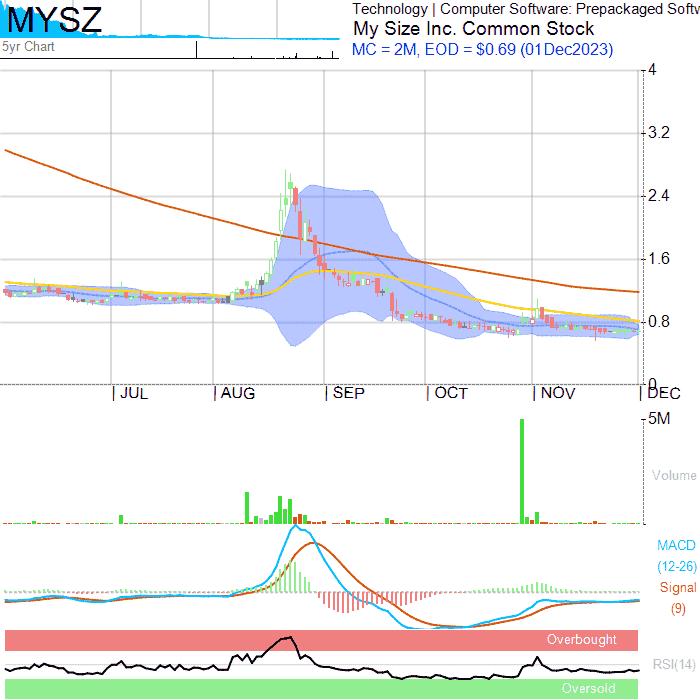 MYSZ
5yr Chart
Technology | Computer Software: Prepackaged Softw
My Size Inc. Common Stock
MC = 2M, EOD = $0.69 (01Dec2023)
4
3.2
2.4
1.6
0.8
0
JUL AUG SEP OCT NOV DEC
5M
Volume
MACD
(12-26)
Signal
(9)
Overbought
RSI(14)
Oversold